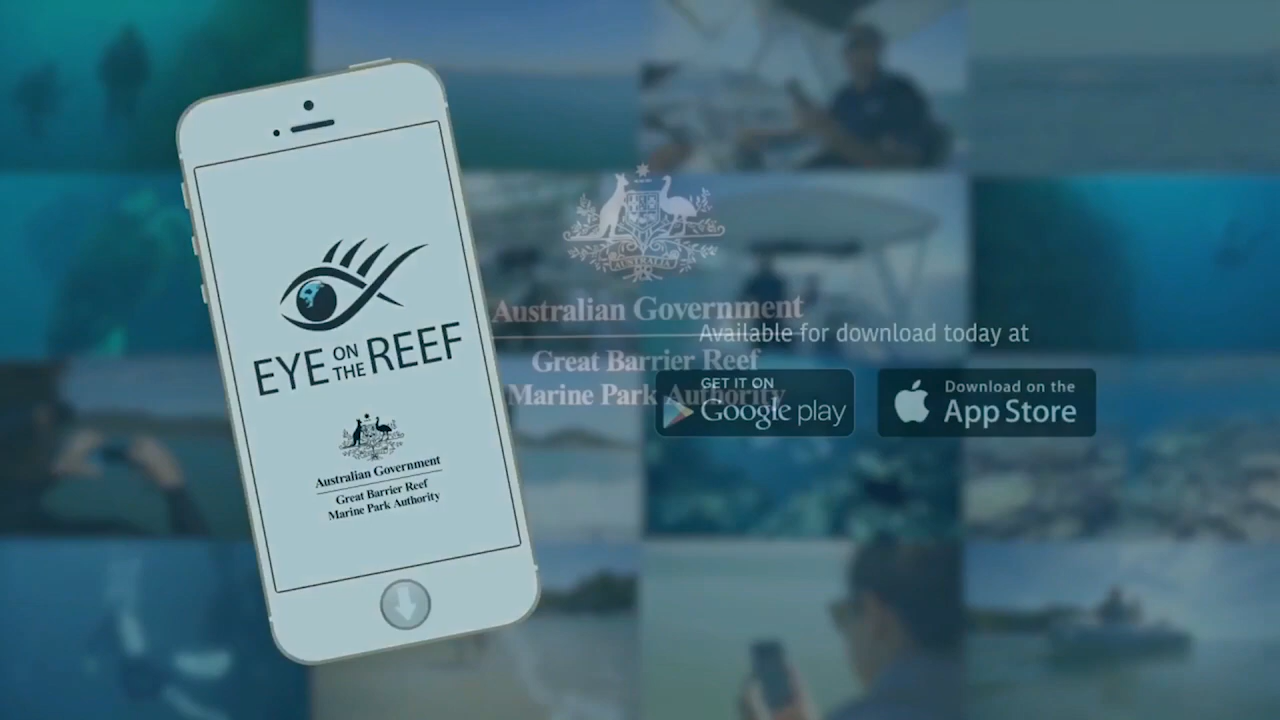 EYE ON THE REEF
Australian Government
Great Barrier Reef
Marine Park Authority
AUSTRALIA
Australian Government
Great Barrier Reef
Marine Park Authority
Available for download today at
GET IT ON
Google play
Download on the
App Store